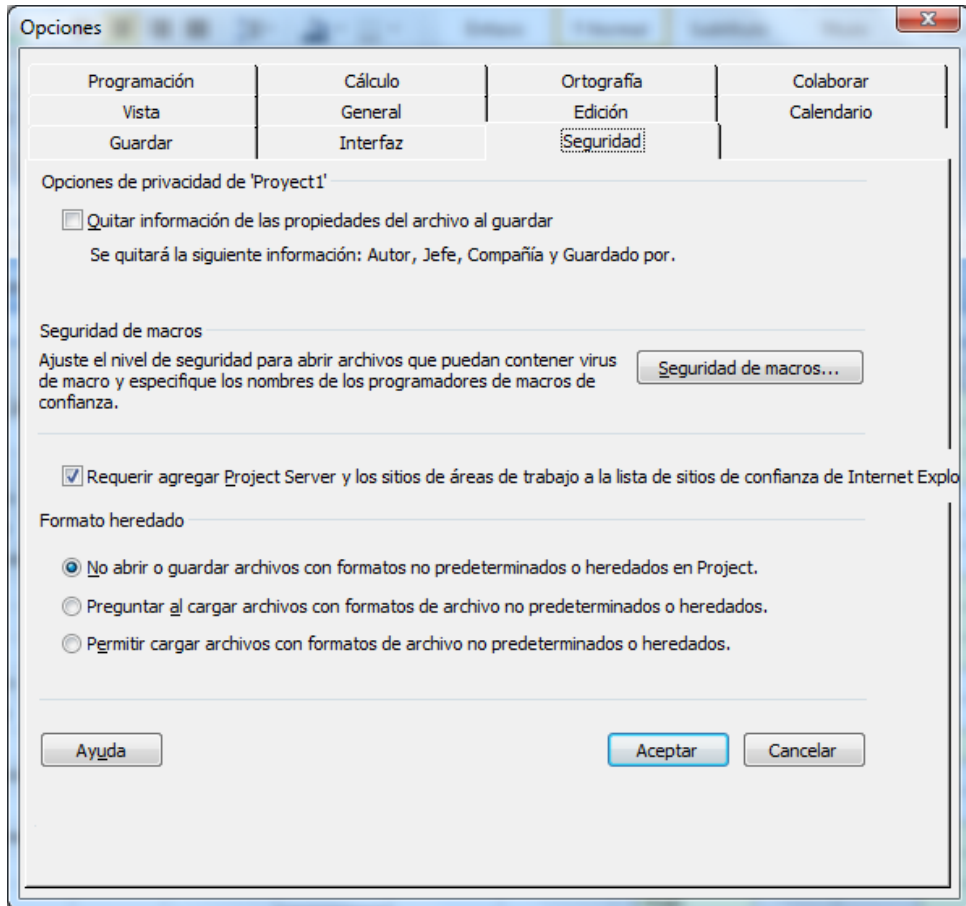 Opciones
Programación Cálculo Ortografía Colaborar
Vista General Edición Calendario
Guardar Interfaz Seguridad
Opciones de privacidad de 'Proyect1'
Quitar información de las propiedades del archivo al guardar
Se quitará la siguiente información: Autor, Jefe, Compañía y Guardado por.
Seguridad de macros
Ajuste el nivel de seguridad para abrir archivos que puedan contener virus
de macro y especifique los nombres de los programadores de macros de
confianza.
Seguridad de macros...
Requerir agregar Project Server y los sitios de áreas de trabajo a la lista de sitios de confianza de Internet Explo
Formato heredado
No abrir o guardar archivos con formatos no predeterminados o heredados en Project.
Preguntar al cargar archivos con formatos de archivo no predeterminados o heredados.
Permitir cargar archivos con formatos de archivo no predeterminados o heredados.
Ayuda Aceptar Cancelar